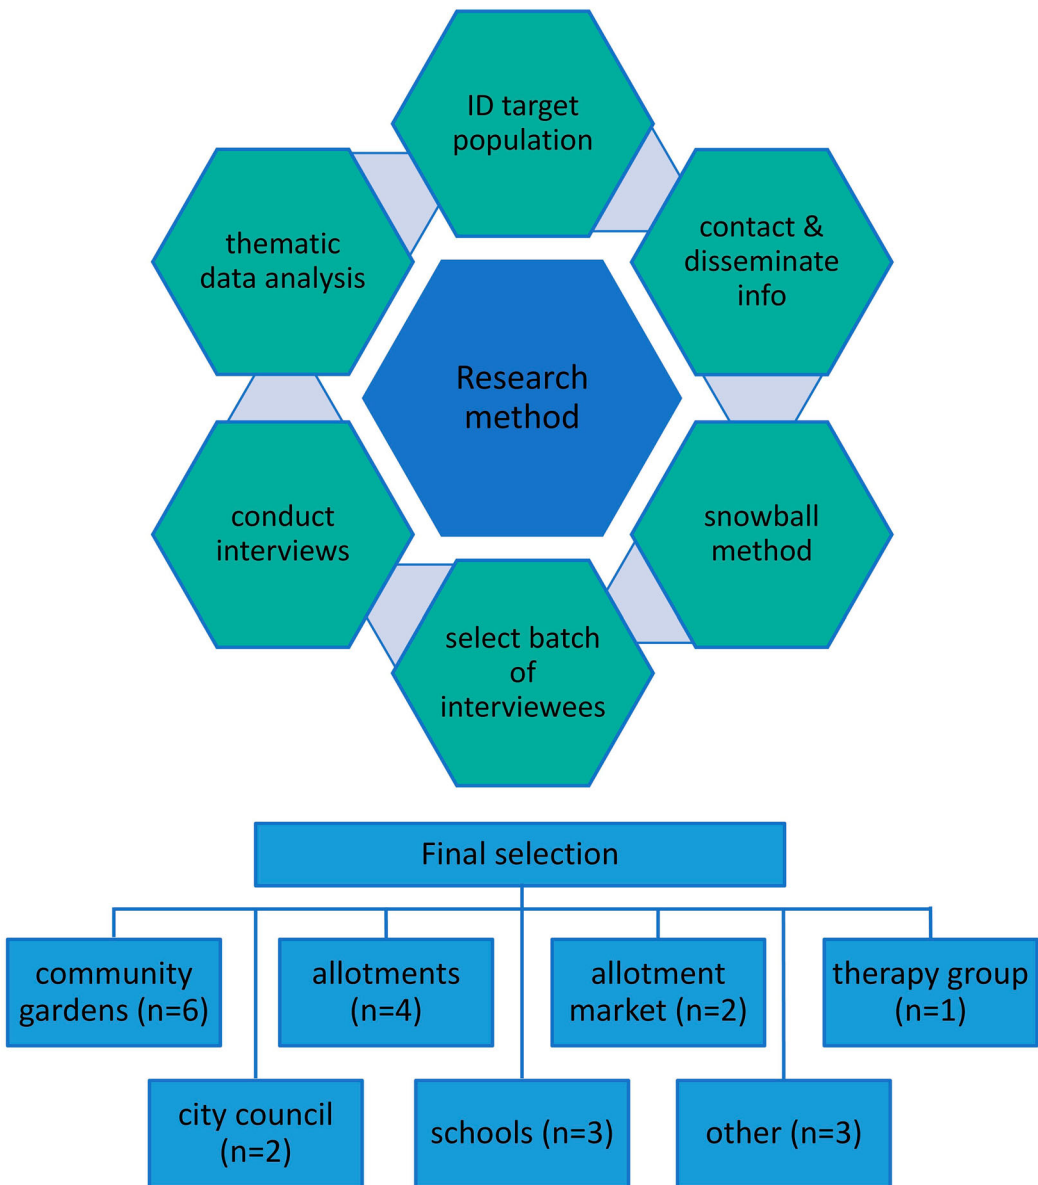 ID target
population
contact &
disseminate
info
snowball
method
select batch
of
interviewees
conduct
interviews
thematic
data analysis
Research
method
Final selection
community
gardens (n=6)
allotments
(n=4)
allotment
market (n=2)
therapy group
(n=1)
city council
(n=2)
schools (n=3)
other (n=3)